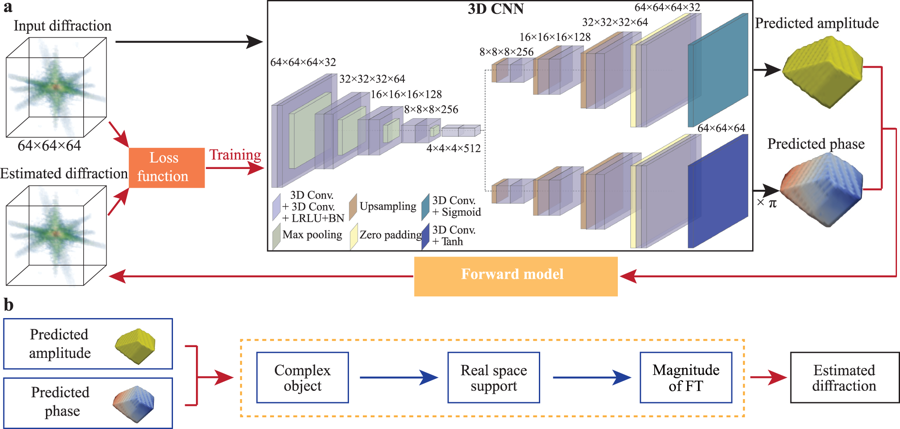 a
Input diffraction
64×64×64
Estimated diffraction
Loss
function
Training
3D CNN
64×64×64×32
32×32×32×64
16×16×16×128
8×8×8×256
4×4×4×512
8×8×8×256
16×16×16×128
32×32×32×64
64×64×64×32
64×64×64
3D Conv.
+ 3D Conv.
+ LRLU+BN
Upsampling
3D Conv.
+ Sigmoid
Max pooling
Zero padding
3D Conv.
+ Tanh
Predicted amplitude
Predicted phase
× π
Forward model
b
Predicted
amplitude
Predicted
phase
Complex
object
Real space
support
Magnitude
of FT
Estimated
diffraction